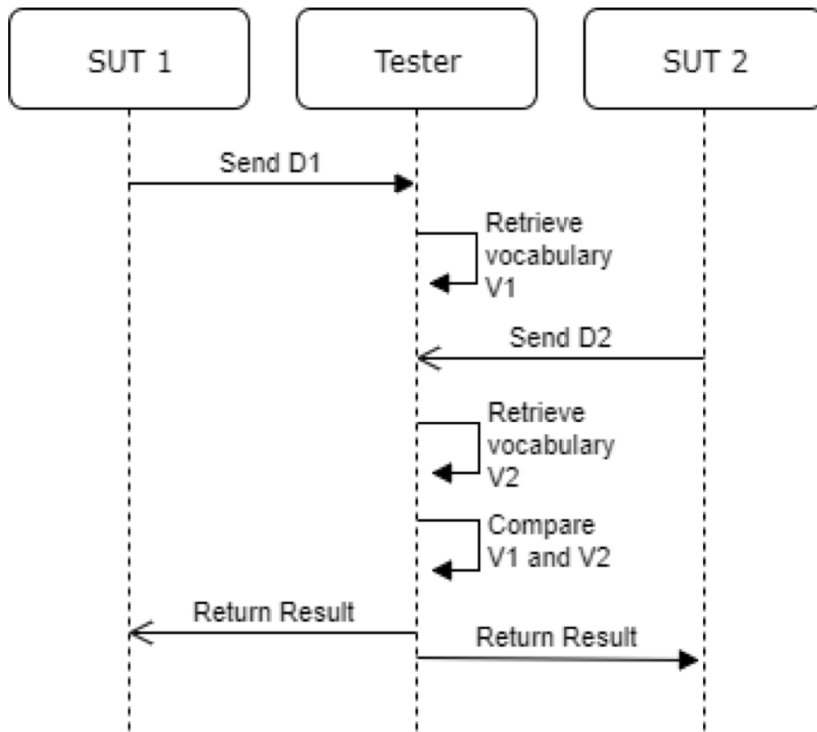 SUT 1
Tester
SUT 2
Send D1
Retrieve
vocabulary
V1
Send D2
Retrieve
vocabulary
V2
Compare
V1 and V2
Return Result
Return Result